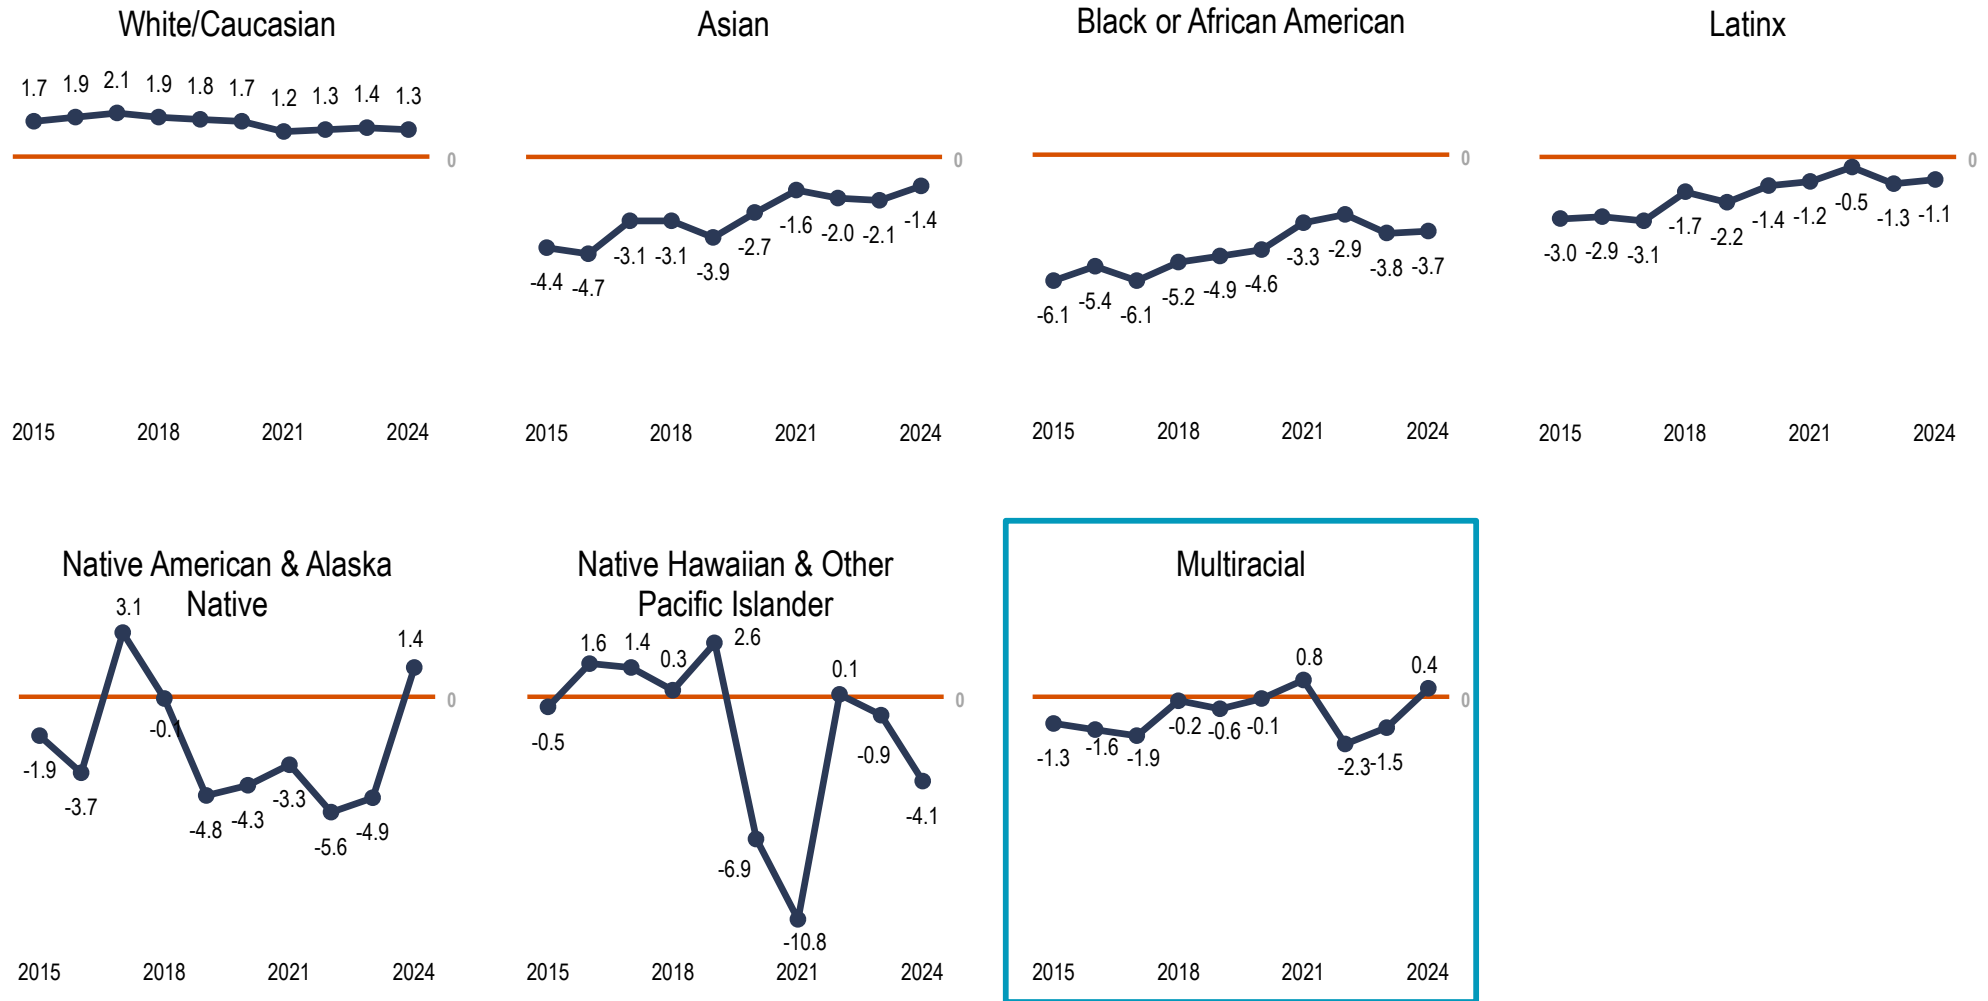 White/Caucasian
1.7 1.9 2.1 1.9 1.8 1.7 1.2 1.3 1.4 1.3
0
2015 2018 2021 2024
Asian
0
-4.4 -4.7 -3.1 -3.1 -3.9 -2.7 -1.6 -2.0 -2.1 -1.4
2015 2018 2021 2024
Black or African American
0
-6.1 -5.4 -6.1 -5.2 -4.9 -4.6 -3.3 -2.9 -3.8 -3.7
2015 2018 2021 2024
Latinx
0
-3.0 -2.9 -3.1 -1.7 -2.2 -1.4 -1.2 -0.5 -1.3 -1.1
2015 2018 2021 2024
Native American & Alaska
Native
-1.9 -3.7 3.1 -0.1 -4.8 -4.3 -3.3 -5.6 -4.9 1.4
0
2015 2018 2021 2024
Native Hawaiian & Other
Pacific Islander
-0.5 1.6 1.4 0.3 2.6 -6.9 -10.8 0.1 -0.9 -4.1
0
2015 2018 2021 2024
Multiracial
-1.3 -1.6 -1.9 -0.2 -0.6 -0.1 0.8 -2.3 -1.5 0.4
0
2015 2018 2021 2024